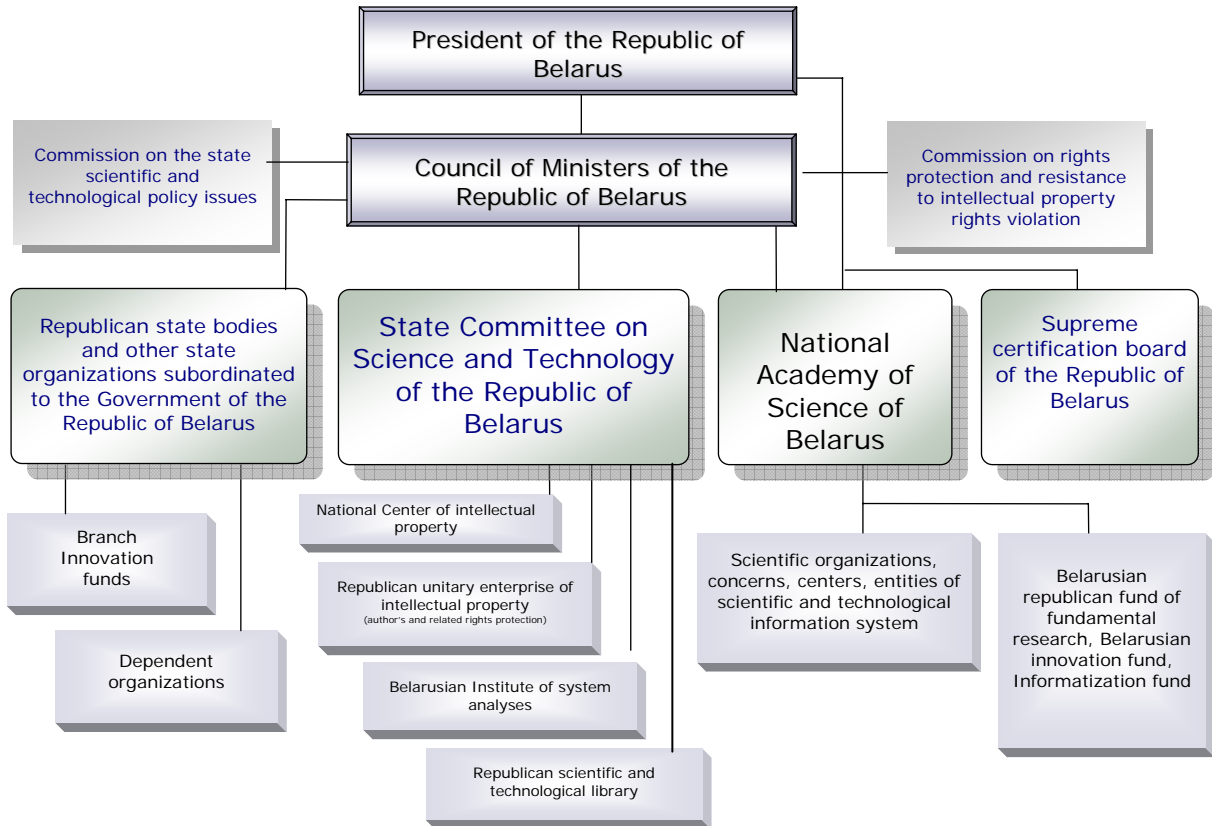 President of the Republic of
Belarus
Commission on the state
scientific and
technological policy issues
Council of Ministers of the
Republic of Belarus
Commission on rights
protection and resistance
to intellectual property
rights violation
Republican state bodies
and other state
organizations subordinated
to the Government of the
Republic of Belarus
State Committee on
Science and Technology
of the Republic of
Belarus
National
Academy of
Science of
Belarus
Supreme
certification board
of the Republic of
Belarus
Branch
Innovation
funds
Dependent
organizations
National Center of intellectual
property
Republican unitary enterprise of
intellectual property
(author's and related rights protection)
Belarusian Institute of system
analyses
Republican scientific and
technological library
Scientific organizations,
concerns, centers, entities of
scientific and technological
information system
Belarusian
republican fund of
fundamental
research, Belarusian
innovation fund,
Informatization fund